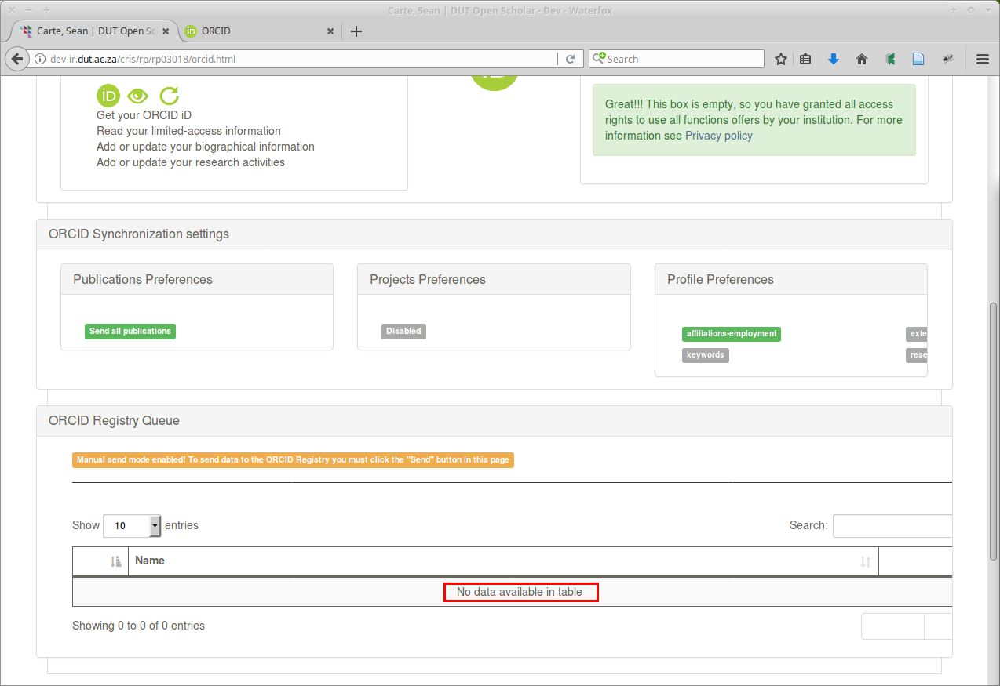 Carte, Sean | DUT Open Scholar - Dev - Waterfox
Carte, Sean | DUT Open Sc
ORCID
dev-ir.dut.ac.za/cris/rp/rp03018/orcid.html
Search
iD
Get your ORCID iD
Read your limited-access information
Add or update your biographical information
Add or update your research activities
Great!!! This box is empty, so you have granted all access
rights to use all functions offers by your institution. For more
information see Privacy policy
ORCID Synchronization settings
Publications Preferences
Send all publications
Projects Preferences
Disabled
Profile Preferences
affiliations-employment
exte
keywords
rese
ORCID Registry Queue
Manual send mode enabled! To send data to the ORCID Registry you must click the "Send" button in this page
Show 10 entries
Search:
Name
No data available in table
Showing 0 to 0 of 0 entries